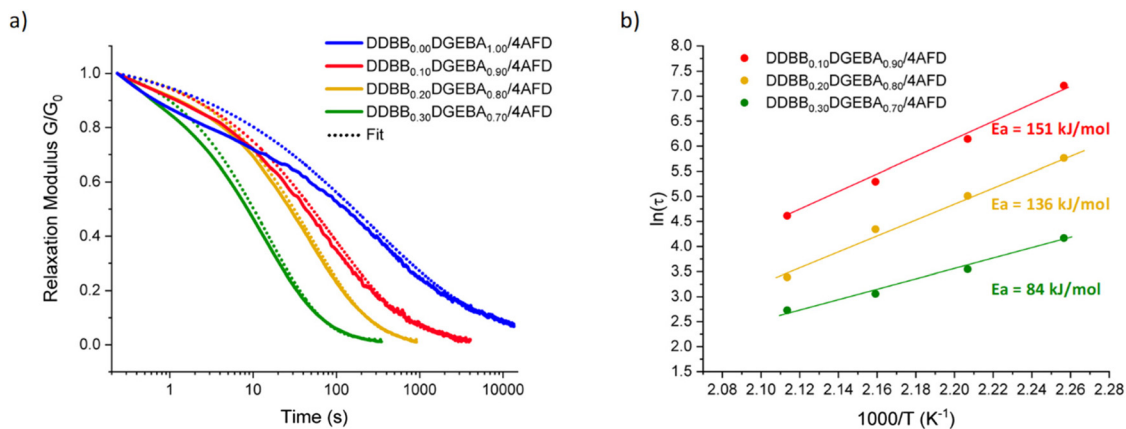 a)
DDBB0.00DGEBA1.00/4AFD
DDBB0.10DGEBA0.90/4AFD
DDBB0.20DGEBA0.80/4AFD
DDBB0.30DGEBA0.70/4AFD
Fit
Relaxation Modulus G/G0
1.0
0.8
0.6
0.4
0.2
0.0
1 10 100 1000 10000
Time (s)
b)
DDBB0.10DGEBA0.90/4AFD
DDBB0.20DGEBA0.80/4AFD
DDBB0.30DGEBA0.70/4AFD
Ea = 151 kJ/mol
Ea = 136 kJ/mol
Ea = 84 kJ/mol
ln(τ)
8.0
7.5
7.0
6.5
6.0
5.5
5.0
4.5
4.0
3.5
3.0
2.5
2.0
1.5
2.08 2.10 2.12 2.14 2.16 2.18 2.20 2.22 2.24 2.26 2.28
1000/T (K-1)